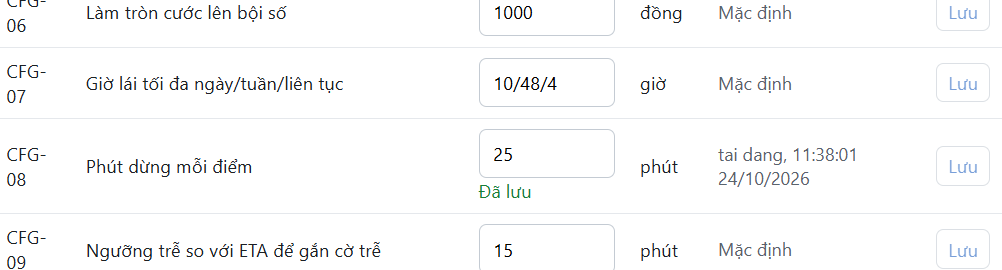 CFG-
06
Làm tròn cước lên bội số
1000
đồng
Mặc định
Lưu
CFG-
07
Giờ lái tối đa ngày/tuần/liên tục
10/48/4
giờ
Mặc định
Lưu
CFG-
08
Phút dừng mỗi điểm
25
Đã lưu
phút
tai dang, 11:38:01
24/10/2026
Lưu
CFG-
09
Ngưỡng trễ so với ETA để gắn cờ trễ
15
phút
Mặc định
Lưu